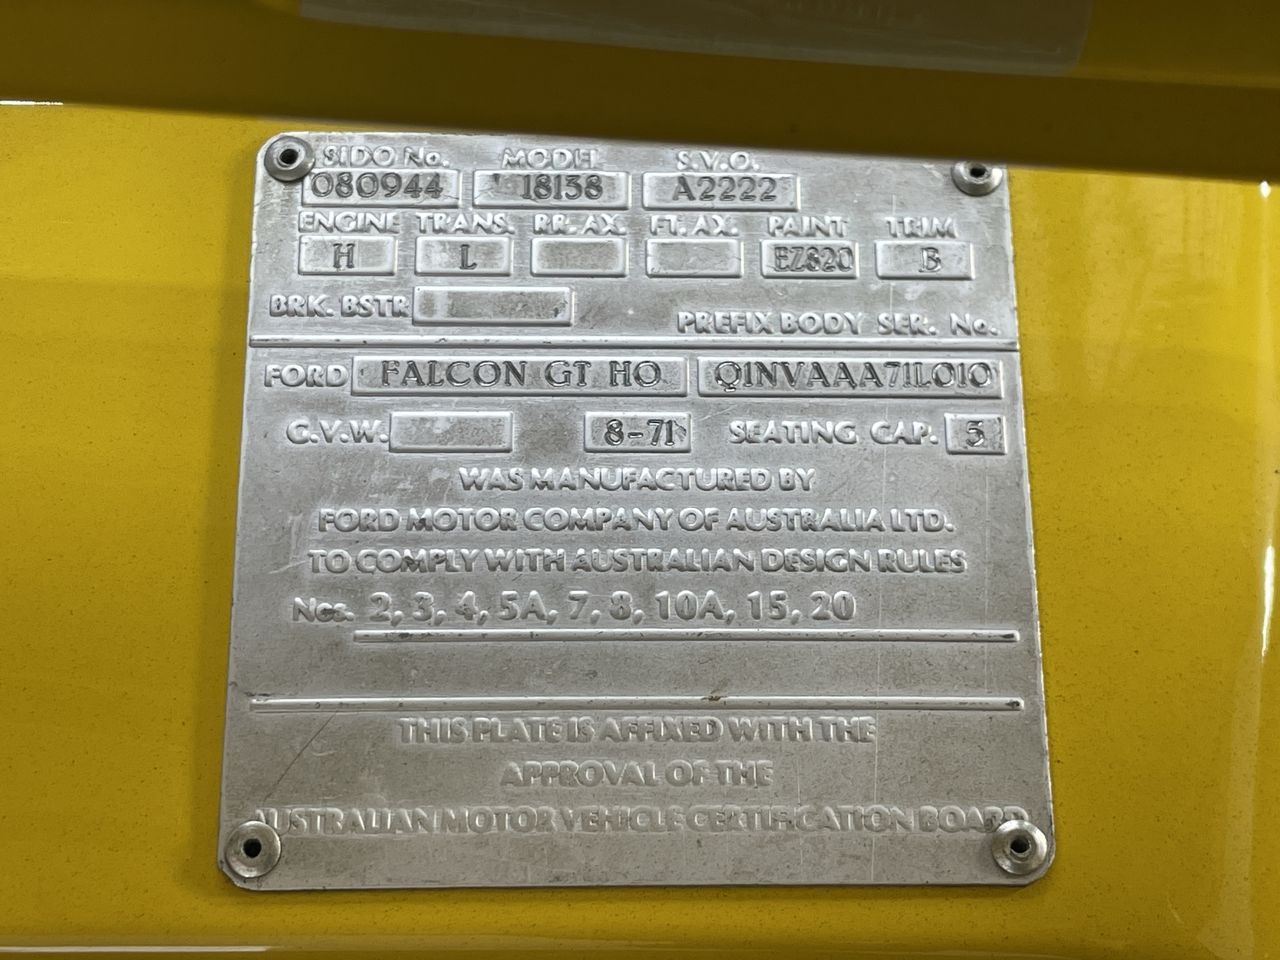 SIDO No. MODEL S.V.O.
080944 18138 A2222
ENGINE TRANS. RR. AX. FT. AX. PAINT TRIM
H L EZ820 B
BRK. BSTR PREFIX BODY SER. No.
FORD FALCON GT HO Q1NVAAA71L010
G.V.W. 8-71 SEATING CAP. 5
WAS MANUFACTURED BY
FORD MOTOR COMPANY OF AUSTRALIA LTD.
TO COMPLY WITH AUSTRALIAN DESIGN RULES
Nos. 2, 3, 4, 5A, 7, 8, 10A, 15, 20
THIS PLATE IS AFFIXED WITH THE
APPROVAL OF THE
AUSTRALIAN MOTOR VEHICLE CERTIFICATION BOARD